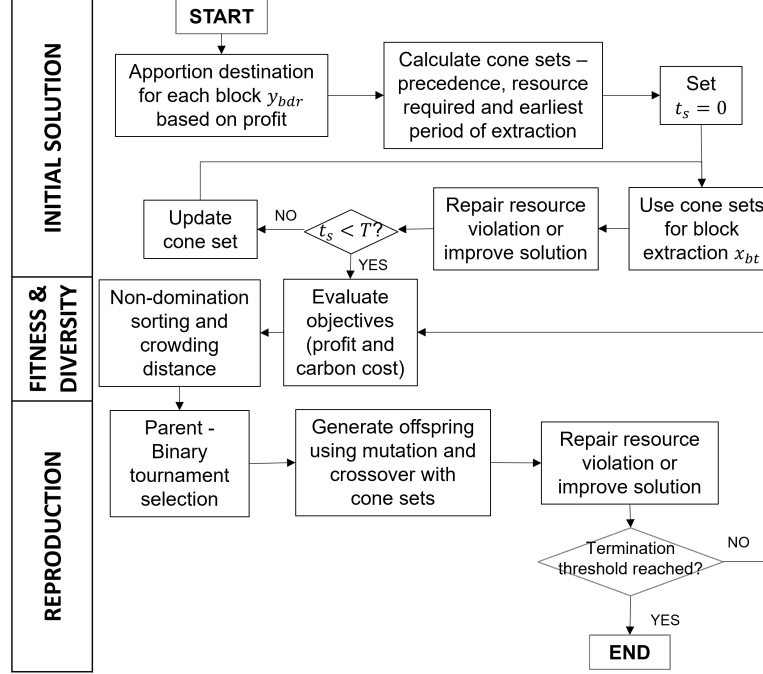 INITIAL SOLUTION
START
Apportion destination
for each block y_bdr
based on profit
Calculate cone sets –
precedence, resource
required and earliest
period of extraction
Set
t_s = 0
Use cone sets
for block
extraction x_bt
Repair resource
violation or
improve solution
t_s < T?
NO
YES
Update
cone set
FITNESS &
DIVERSITY
Evaluate
objectives
(profit and
carbon cost)
Non-domination
sorting and
crowding
distance
REPRODUCTION
Parent -
Binary
tournament
selection
Generate offspring
using mutation and
crossover with
cone sets
Repair resource
violation or
improve solution
Termination
threshold reached?
NO
YES
END